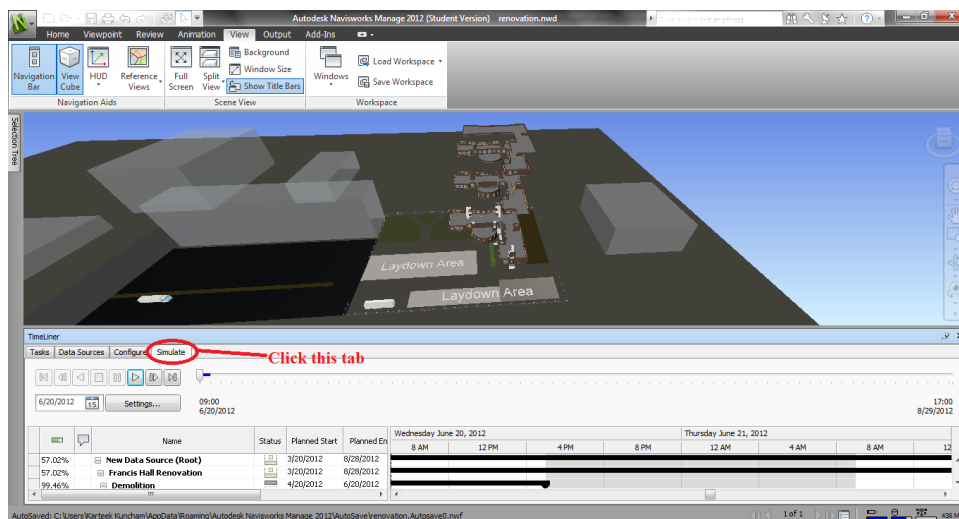 Autodesk Navisworks Manage 2012 (Student Version) renovation.nwd
Home Viewpoint Review Animation View Output Add-Ins
Navigation Bar
View Cube
HUD
Reference Views
Full Screen
Split View
Background
Window Size
Show Title Bars
Windows
Load Workspace
Save Workspace
Navigation Aids Scene View Workspace
Selection Tree
Laydown Area
Laydown Area
TimeLiner
Tasks Data Sources Configure Simulate
Click this tab
6/20/2012 15 Settings...
09:00
6/20/2012
17:00
8/29/2012
Name Status Planned Start Planned En
Wednesday June 20, 2012 Thursday June 21, 2012
8 AM 12 PM 4 PM 8 PM 12 AM 4 AM 8 AM 12
57.02% New Data Source (Root) 3/20/2012 8/28/2012
57.02% Francis Hall Renovation 3/20/2012 8/28/2012
99.46% Demolition 4/20/2012 6/20/2012
AutoSaved: C:\Users\Karteek Kuncham\AppData\Roaming\Autodesk Navisworks Manage 2012\AutoSave\renovation.Autosave0.nwf
1 of 1
436 M